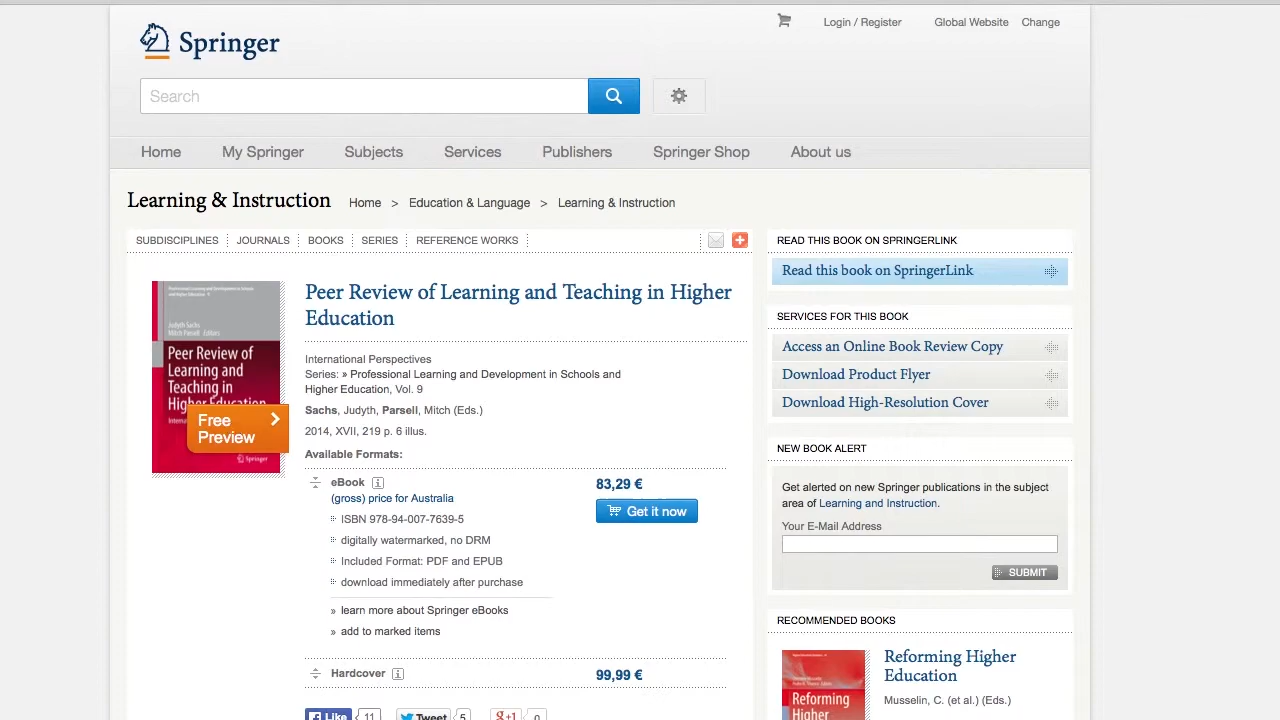 Login / Register
Global Website
Change
Springer
Search
Home
My Springer
Subjects
Services
Publishers
Springer Shop
About us
Learning & Instruction
Home > Education & Language > Learning & Instruction
SUBDISCIPLINES
JOURNALS
BOOKS
SERIES
REFERENCE WORKS
Judyth Sachs
Mitch Parsell Editors
Peer Review of
Learning and
Teaching in
Higher Education
Free
Preview
Springer
Peer Review of Learning and Teaching in Higher
Education
International Perspectives
Series: » Professional Learning and Development in Schools and
Higher Education, Vol. 9
Sachs, Judyth, Parsell, Mitch (Eds.)
2014, XVII, 219 p. 6 illus.
Available Formats:
eBook
(gross) price for Australia
83,29 €
Get it now
ISBN 978-94-007-7639-5
digitally watermarked, no DRM
Included Format: PDF and EPUB
download immediately after purchase
» learn more about Springer eBooks
» add to marked items
Hardcover
99,99 €
Like
11
Tweet
5
g+1
0
READ THIS BOOK ON SPRINGERLINK
Read this book on SpringerLink
SERVICES FOR THIS BOOK
Access an Online Book Review Copy
Download Product Flyer
Download High-Resolution Cover
NEW BOOK ALERT
Get alerted on new Springer publications in the subject
area of Learning and Instruction.
Your E-Mail Address
SUBMIT
RECOMMENDED BOOKS
Reforming
Higher
Reforming Higher
Education
Musselin, C. (et al.) (Eds.)